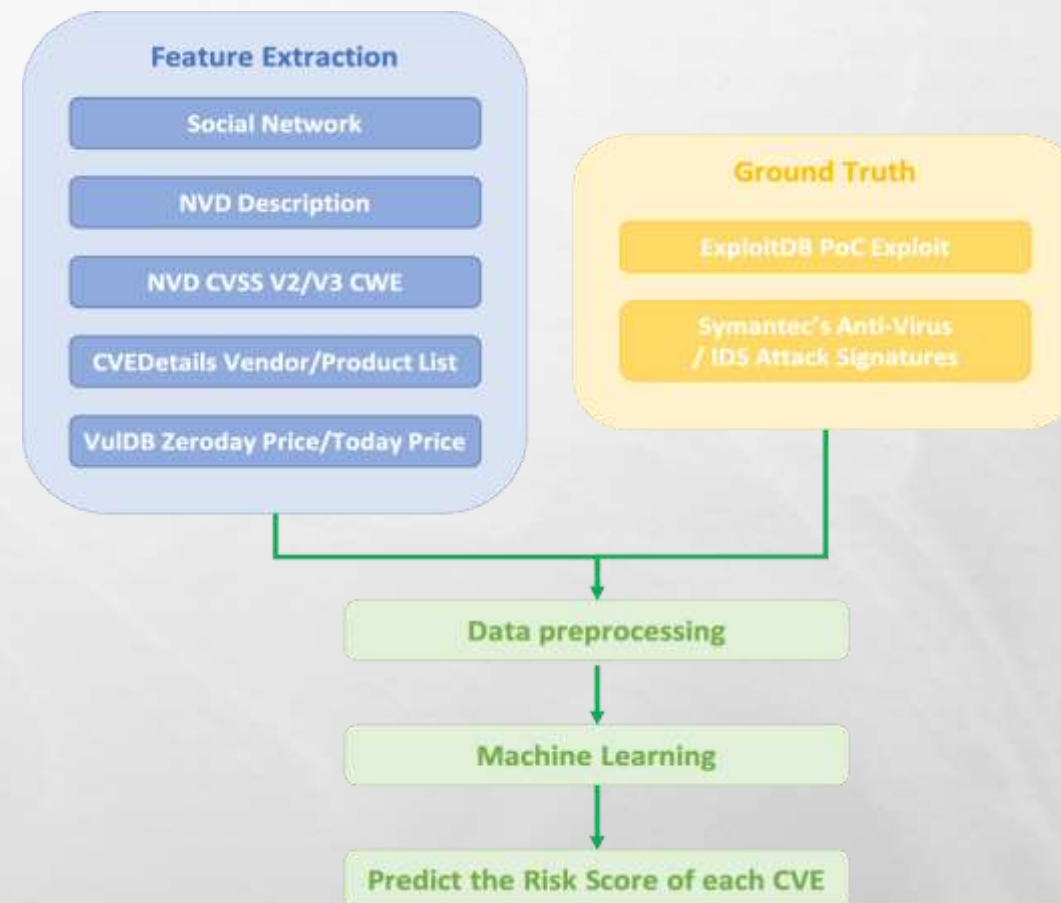 Feature Extraction
Social Network
NVD Description
NVD CVSS V2/V3 CWE
CVEDetails Vendor/Product List
VulDB Zeroday Price/Today Price
Ground Truth
ExploitDB PoC Exploit
Symantec's Anti-Virus
/ IDS Attack Signatures
Data preprocessing
Machine Learning
Predict the Risk Score of each CVE